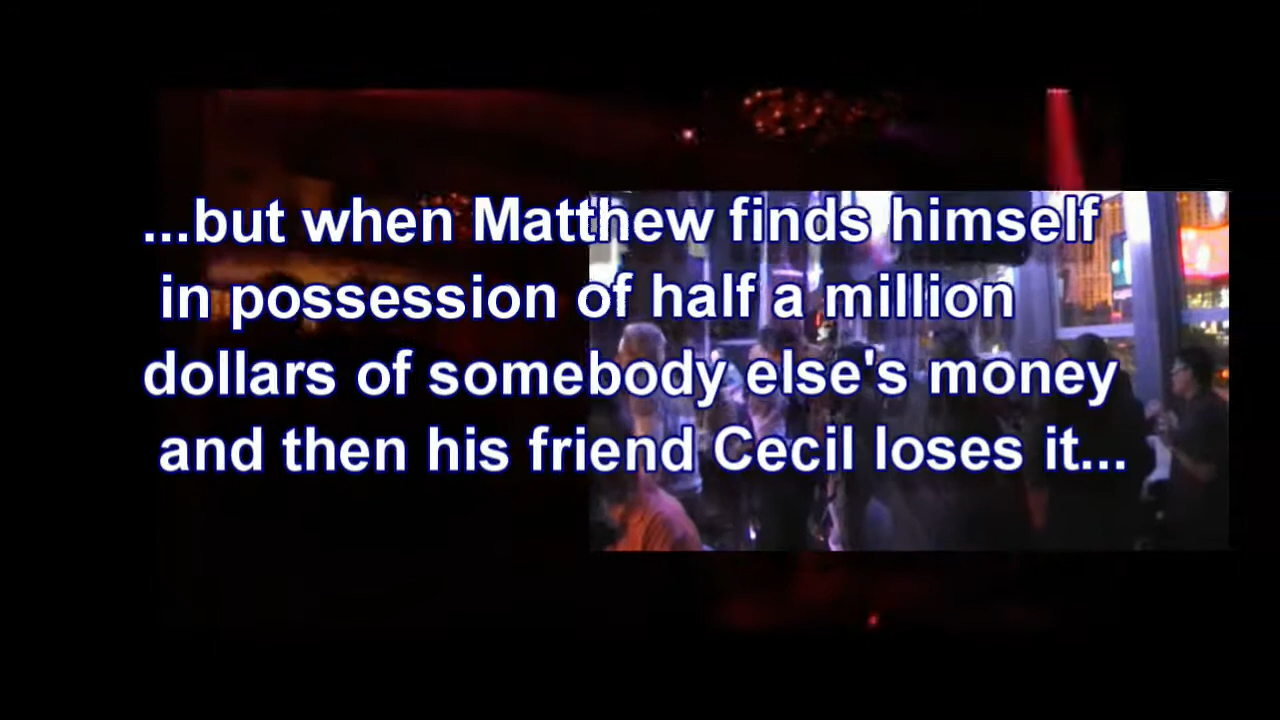 ...but when Matthew finds himself
in possession of half a million
dollars of somebody else's money
and then his friend Cecil loses it...